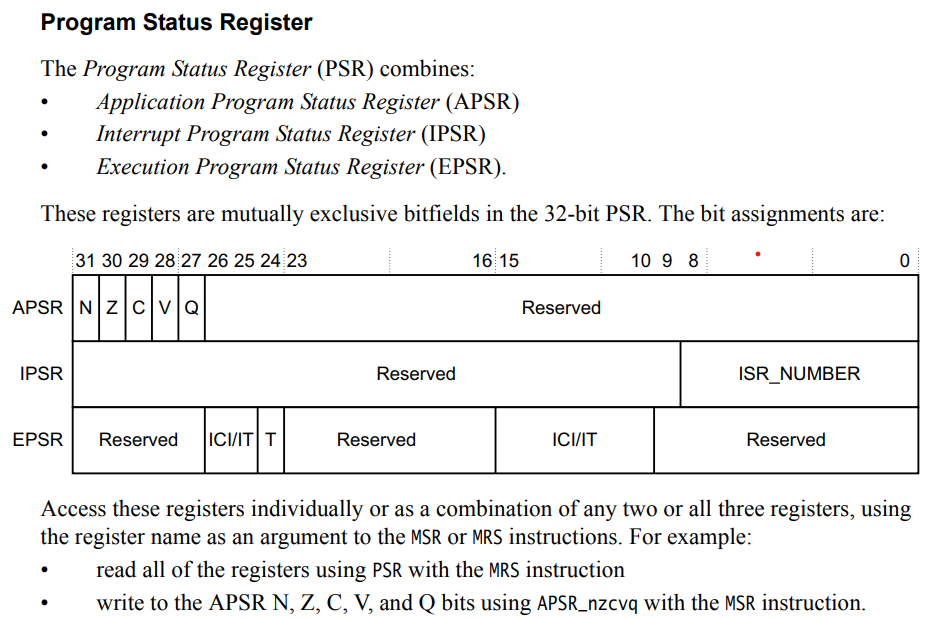 Program Status Register
The Program Status Register (PSR) combines:
• Application Program Status Register (APSR)
• Interrupt Program Status Register (IPSR)
• Execution Program Status Register (EPSR).
These registers are mutually exclusive bitfields in the 32-bit PSR. The bit assignments are:
31 30 29 28 27 26 25 24 23 16 15 10 9 8 0
APSR N Z C V Q Reserved
IPSR Reserved ISR_NUMBER
EPSR Reserved ICI/IT T Reserved ICI/IT Reserved
Access these registers individually or as a combination of any two or all three registers, using
the register name as an argument to the MSR or MRS instructions. For example:
• read all of the registers using PSR with the MRS instruction
• write to the APSR N, Z, C, V, and Q bits using APSR_nzcvq with the MSR instruction.